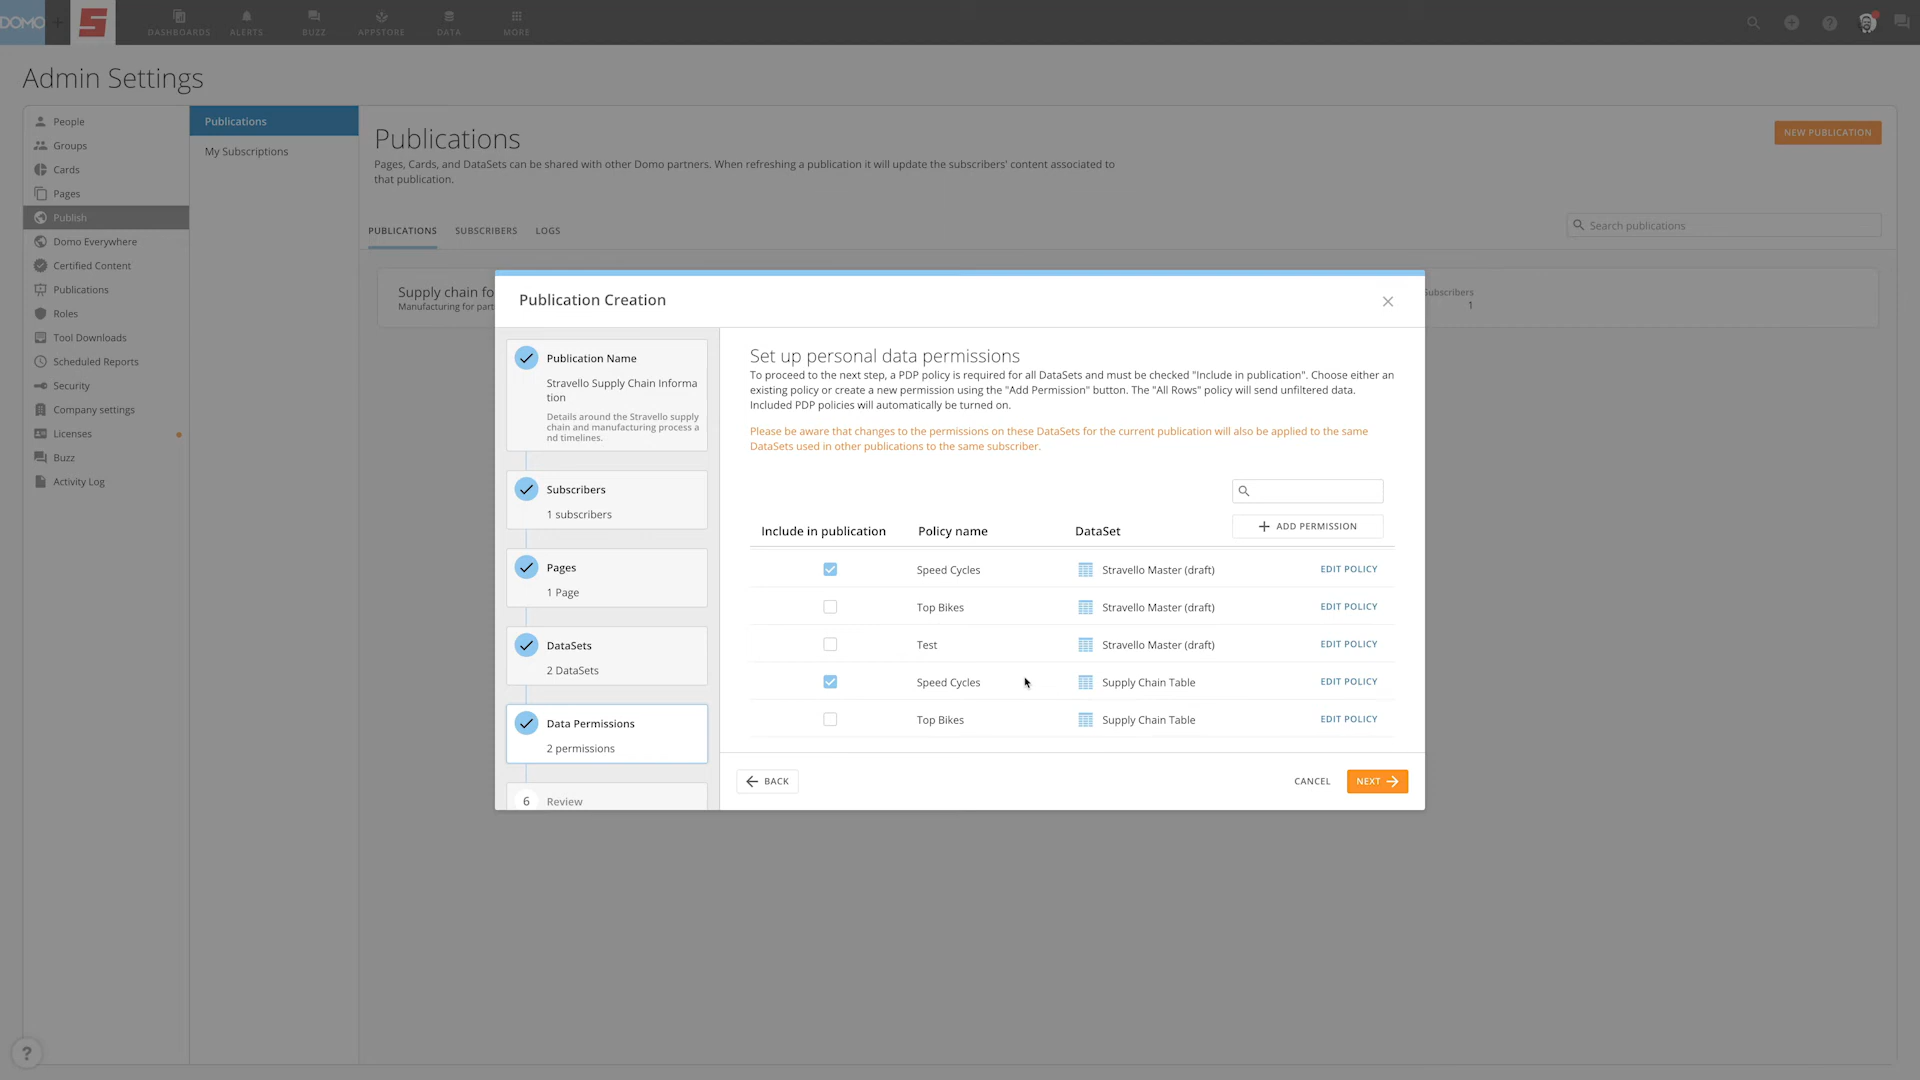 DOMO
DASHBOARDS
ALERTS
BUZZ
APPSTORE
DATA
MORE
Admin Settings
People
Groups
Cards
Pages
Publish
Domo Everywhere
Certified Content
Publications
Roles
Tool Downloads
Scheduled Reports
Security
Company settings
Licenses
Buzz
Activity Log
Publications
My Subscriptions
Publications
NEW PUBLICATION
Pages, Cards, and DataSets can be shared with other Domo partners. When refreshing a publication it will update the subscribers' content associated to
that publication.
PUBLICATIONS
SUBSCRIBERS
LOGS
Search publications
Supply chain fo
Manufacturing for part
Subscribers
1
Publication Creation
Publication Name
Stravello Supply Chain Informa
tion
Details around the Stravello supply
chain and manufacturing process a
nd timelines.
Subscribers
1 subscribers
Pages
1 Page
DataSets
2 DataSets
Data Permissions
2 permissions
6 Review
Set up personal data permissions
To proceed to the next step, a PDP policy is required for all DataSets and must be checked "Include in publication". Choose either an
existing policy or create a new permission using the "Add Permission" button. The "All Rows" policy will send unfiltered data.
Included PDP policies will automatically be turned on.
Please be aware that changes to the permissions on these DataSets for the current publication will also be applied to the same
DataSets used in other publications to the same subscriber.
Include in publication Policy name DataSet + ADD PERMISSION
Speed Cycles Stravello Master (draft) EDIT POLICY
Top Bikes Stravello Master (draft) EDIT POLICY
Test Stravello Master (draft) EDIT POLICY
Speed Cycles Supply Chain Table EDIT POLICY
Top Bikes Supply Chain Table EDIT POLICY
BACK
CANCEL
NEXT
?